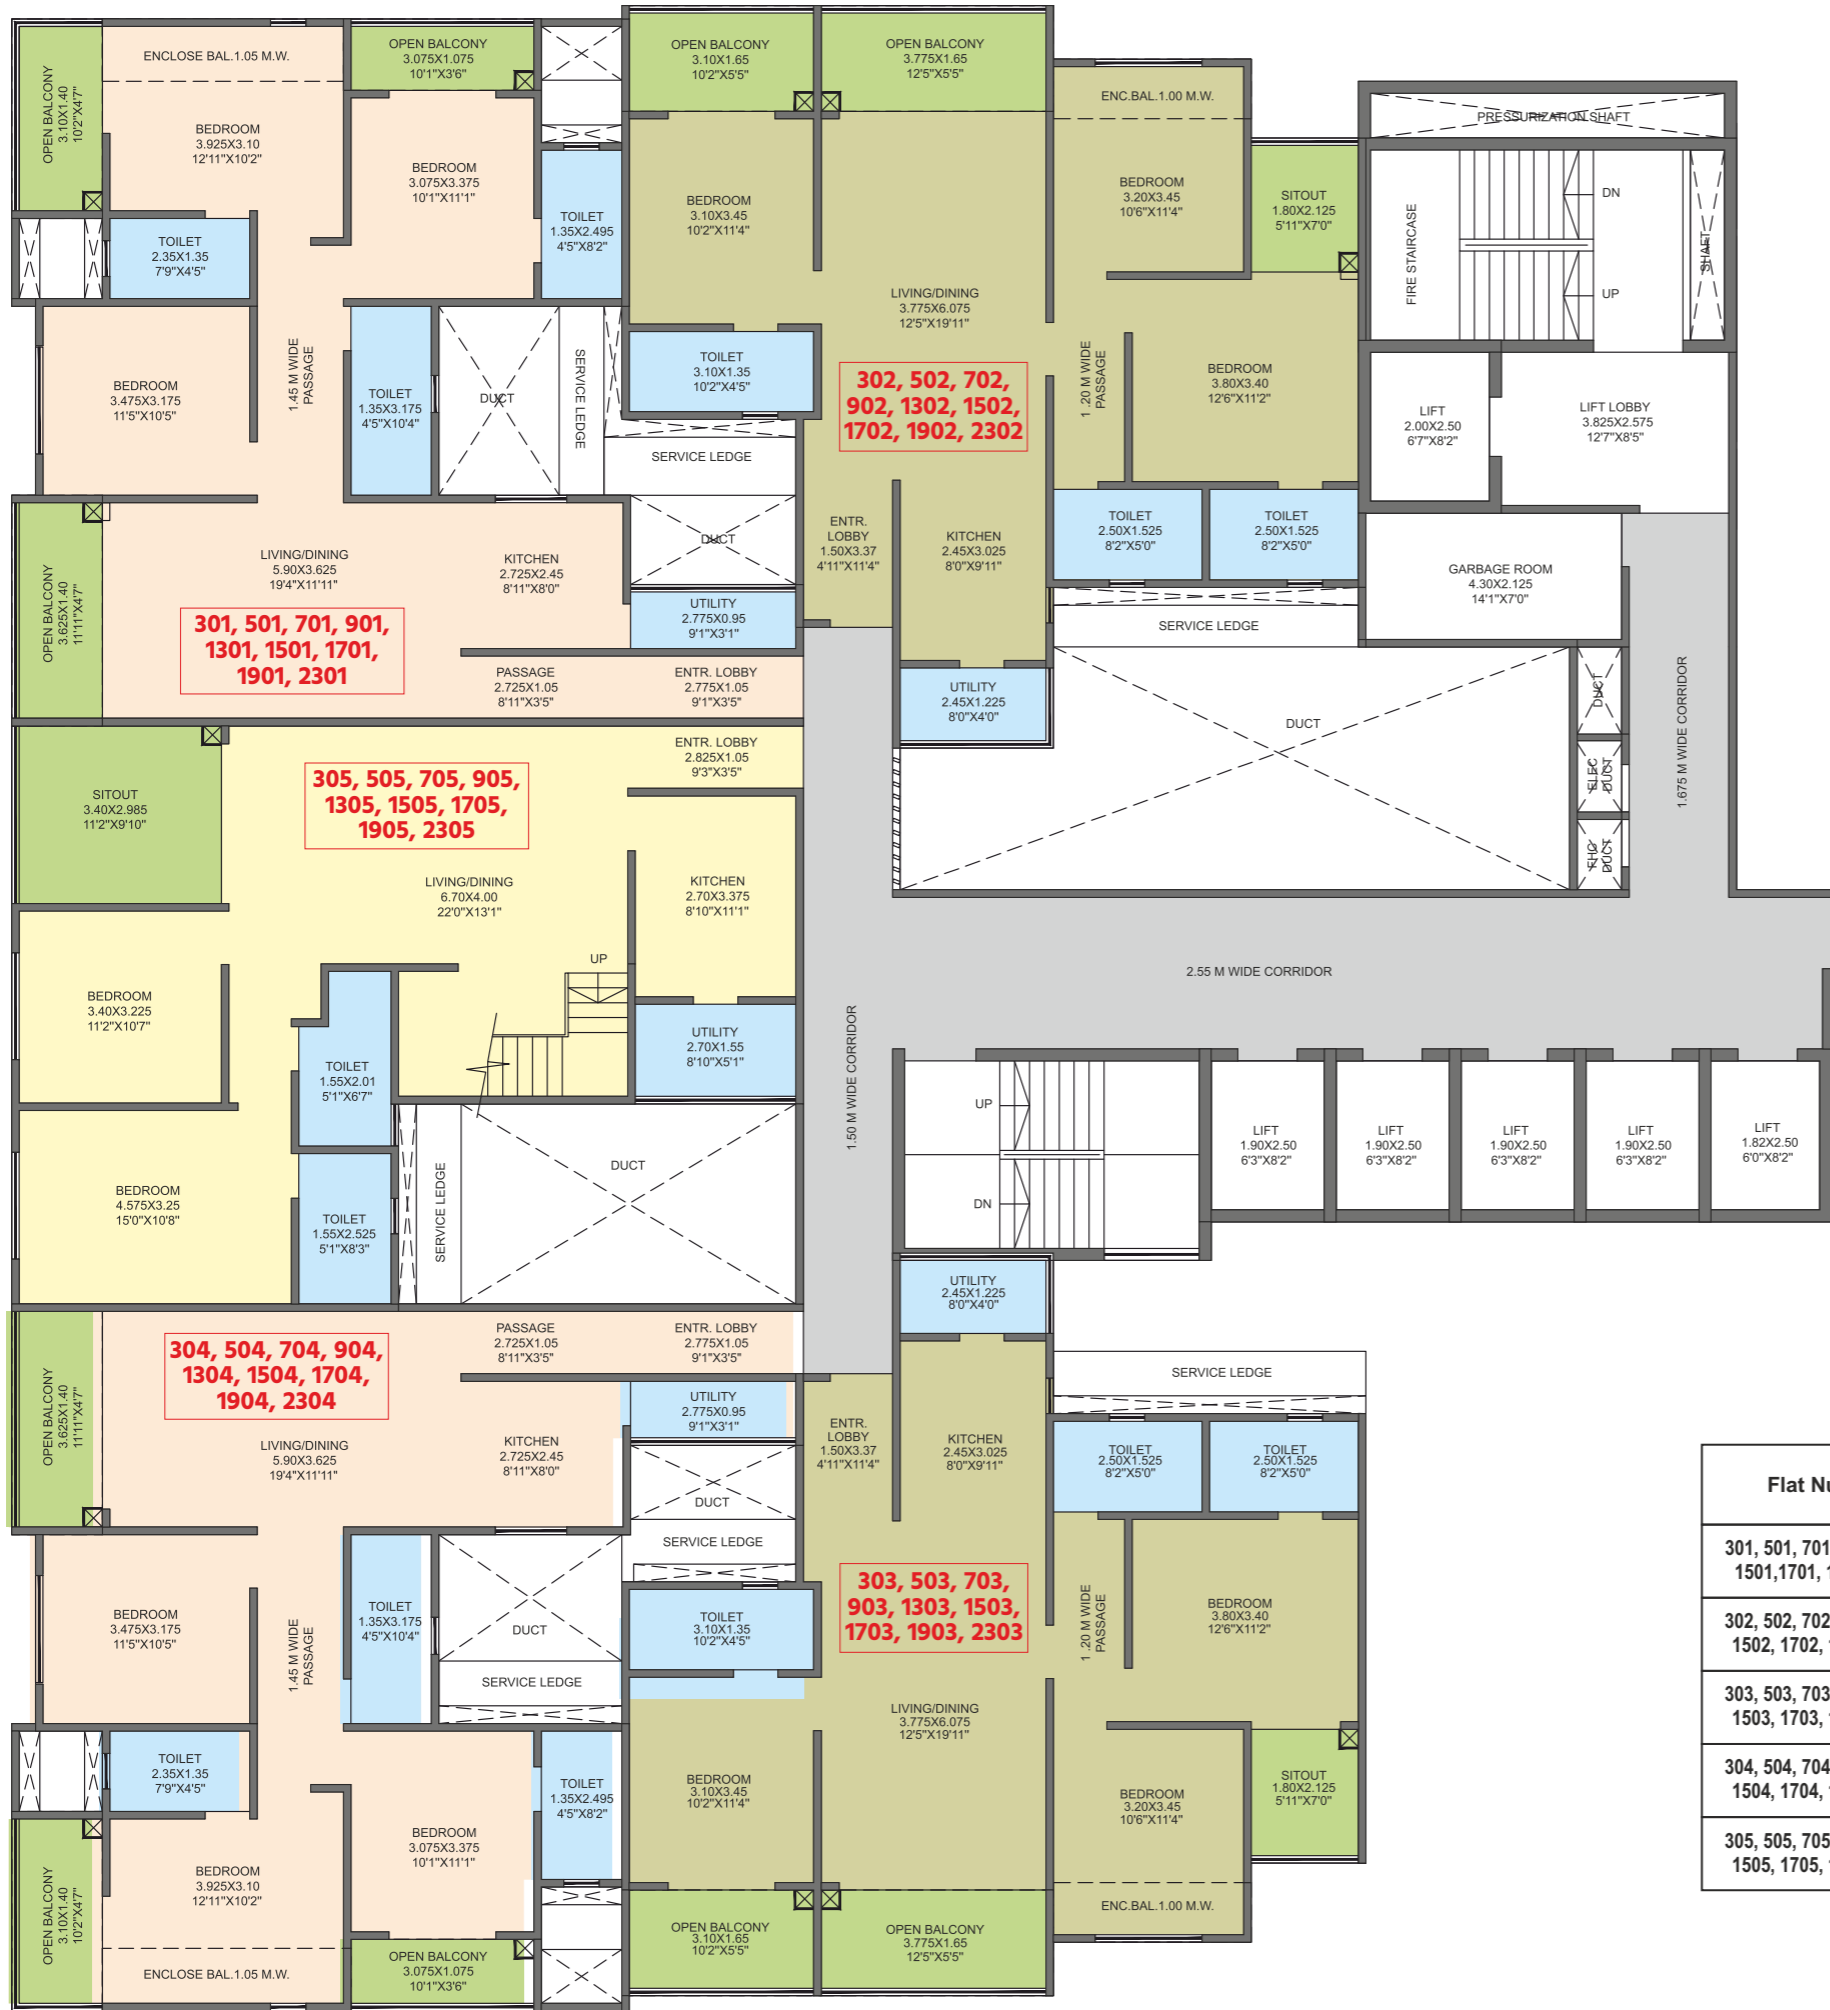 ENCLOSE BAL.1.05 M.W.
OPEN BALCONY
3.10X1.40
10'2"X4'7"
BEDROOM
3.925X3.10
12'11"X10'2"
OPEN BALCONY
3.075X1.075
10'1"X3'6"
BEDROOM
3.075X3.375
10'1"X11'1"
TOILET
2.35X1.35
7'9"X4'5"
TOILET
1.35X2.495
4'5"X8'2"
BEDROOM
3.475X3.175
11'5"X10'5"
1.45 M WIDE
PASSAGE
TOILET
1.35X3.175
4'5"X10'4"
DUCT
SERVICE LEDGE
SERVICE LEDGE
DUCT
OPEN BALCONY
3.625X1.40
11'11"X4'7"
LIVING/DINING
5.90X3.625
19'4"X11'11"
KITCHEN
2.725X2.45
8'11"X8'0"
UTILITY
2.775X0.95
9'1"X3'1"
301, 501, 701, 901,
1301, 1501, 1701,
1901, 2301
PASSAGE
2.725X1.05
8'11"X3'5"
ENTR. LOBBY
2.775X1.05
9'1"X3'5"
OPEN BALCONY
3.10X1.65
10'2"X5'5"
OPEN BALCONY
3.775X1.65
12'5"X5'5"
ENC.BAL.1.00 M.W.
BEDROOM
3.10X3.45
10'2"X11'4"
BEDROOM
3.20X3.45
10'6"X11'4"
SITOUT
1.80X2.125
5'11"X7'0"
LIVING/DINING
3.775X6.075
12'5"X19'11"
TOILET
3.10X1.35
10'2"X4'5"
302, 502, 702,
902, 1302, 1502,
1702, 1902, 2302
1 .20 M WIDE
PASSAGE
BEDROOM
3.80X3.40
12'6"X11'2"
ENTR.
LOBBY
1.50X3.37
4'11"X11'4"
KITCHEN
2.45X3.025
8'0"X9'11"
TOILET
2.50X1.525
8'2"X5'0"
TOILET
2.50X1.525
8'2"X5'0"
SERVICE LEDGE
UTILITY
2.45X1.225
8'0"X4'0"
DUCT
PRESSURIZATION SHAFT
FIRE STAIRCASE
DN
UP
SHAFT
LIFT
2.00X2.50
6'7"X8'2"
LIFT LOBBY
3.825X2.575
12'7"X8'5"
GARBAGE ROOM
4.30X2.125
14'1"X7'0"
DUCT
ELEC
DUCT
FHC
DUCT
1.675 M WIDE CORRIDOR
SITOUT
3.40X2.985
11'2"X9'10"
ENTR. LOBBY
2.825X1.05
9'3"X3'5"
305, 505, 705, 905,
1305, 1505, 1705,
1905, 2305
LIVING/DINING
6.70X4.00
22'0"X13'1"
KITCHEN
2.70X3.375
8'10"X11'1"
UP
BEDROOM
3.40X3.225
11'2"X10'7"
UTILITY
2.70X1.55
8'10"X5'1"
TOILET
1.55X2.01
5'1"X6'7"
BEDROOM
4.575X3.25
15'0"X10'8"
TOILET
1.55X2.525
5'1"X8'3"
SERVICE LEDGE
DUCT
1.50 M WIDE CORRIDOR
2.55 M WIDE CORRIDOR
UP
DN
LIFT
1.90X2.50
6'3"X8'2"
LIFT
1.90X2.50
6'3"X8'2"
LIFT
1.90X2.50
6'3"X8'2"
LIFT
1.90X2.50
6'3"X8'2"
LIFT
1.82X2.50
6'0"X8'2"
304, 504, 704, 904,
1304, 1504, 1704,
1904, 2304
PASSAGE
2.725X1.05
8'11"X3'5"
ENTR. LOBBY
2.775X1.05
9'1"X3'5"
OPEN BALCONY
3.625X1.40
11'11"X4'7"
LIVING/DINING
5.90X3.625
19'4"X11'11"
KITCHEN
2.725X2.45
8'11"X8'0"
UTILITY
2.775X0.95
9'1"X3'1"
DUCT
SERVICE LEDGE
BEDROOM
3.475X3.175
11'5"X10'5"
1.45 M WIDE
PASSAGE
TOILET
1.35X3.175
4'5"X10'4"
DUCT
SERVICE LEDGE
TOILET
2.35X1.35
7'9"X4'5"
BEDROOM
3.075X3.375
10'1"X11'1"
TOILET
1.35X2.495
4'5"X8'2"
OPEN BALCONY
3.10X1.40
10'2"X4'7"
BEDROOM
3.925X3.10
12'11"X10'2"
ENCLOSE BAL.1.05 M.W.
OPEN BALCONY
3.075X1.075
10'1"X3'6"
UTILITY
2.45X1.225
8'0"X4'0"
SERVICE LEDGE
ENTR.
LOBBY
1.50X3.37
4'11"X11'4"
KITCHEN
2.45X3.025
8'0"X9'11"
TOILET
2.50X1.525
8'2"X5'0"
TOILET
2.50X1.525
8'2"X5'0"
303, 503, 703,
903, 1303, 1503,
1703, 1903, 2303
TOILET
3.10X1.35
10'2"X4'5"
1 .20 M WIDE
PASSAGE
BEDROOM
3.80X3.40
12'6"X11'2"
LIVING/DINING
3.775X6.075
12'5"X19'11"
BEDROOM
3.10X3.45
10'2"X11'4"
BEDROOM
3.20X3.45
10'6"X11'4"
SITOUT
1.80X2.125
5'11"X7'0"
OPEN BALCONY
3.10X1.65
10'2"X5'5"
OPEN BALCONY
3.775X1.65
12'5"X5'5"
ENC.BAL.1.00 M.W.
Flat Nu
301, 501, 701
1501,1701, 1
302, 502, 702
1502, 1702, 1
303, 503, 703
1503, 1703, 1
304, 504, 704
1504, 1704, 1
305, 505, 705
1505, 1705, 1